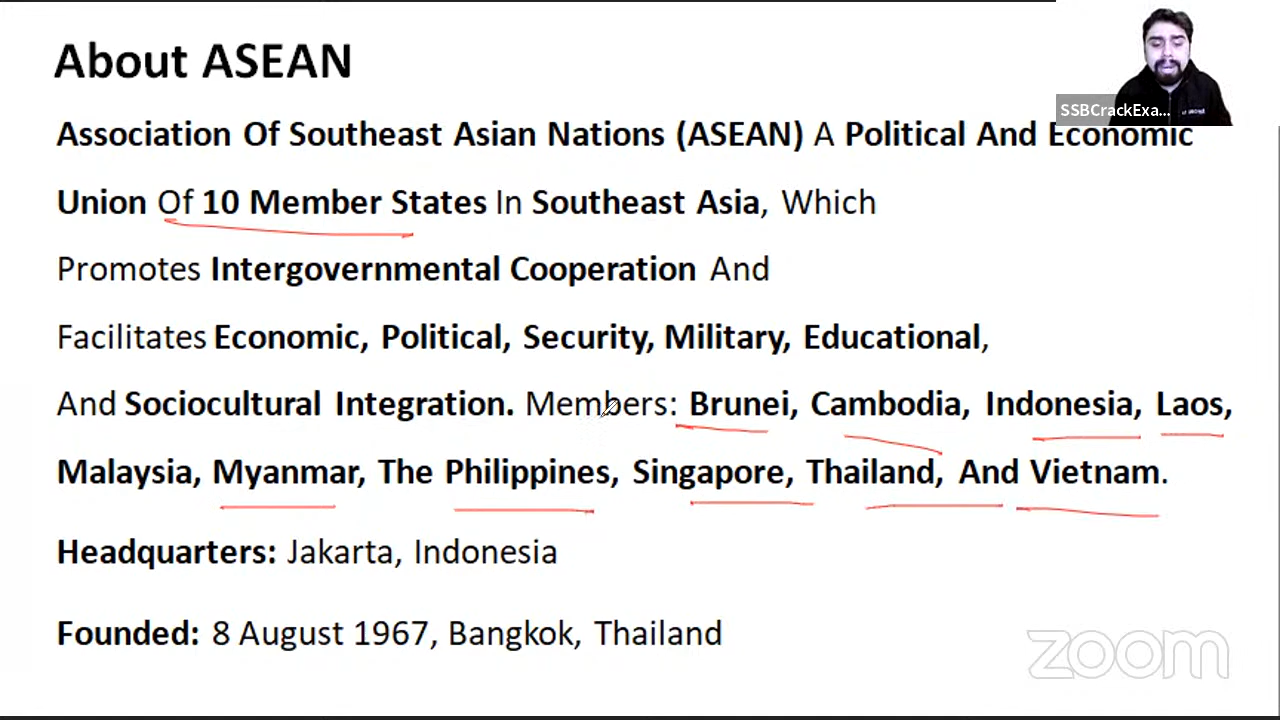 About ASEAN
SSBCrackExa...
Association Of Southeast Asian Nations (ASEAN) A Political And Economic
Union Of 10 Member States In Southeast Asia, Which
Promotes Intergovernmental Cooperation And
Facilitates Economic, Political, Security, Military, Educational,
And Sociocultural Integration. Members: Brunei, Cambodia, Indonesia, Laos,
Malaysia, Myanmar, The Philippines, Singapore, Thailand, And Vietnam.
Headquarters: Jakarta, Indonesia
Founded: 8 August 1967, Bangkok, Thailand
zoom